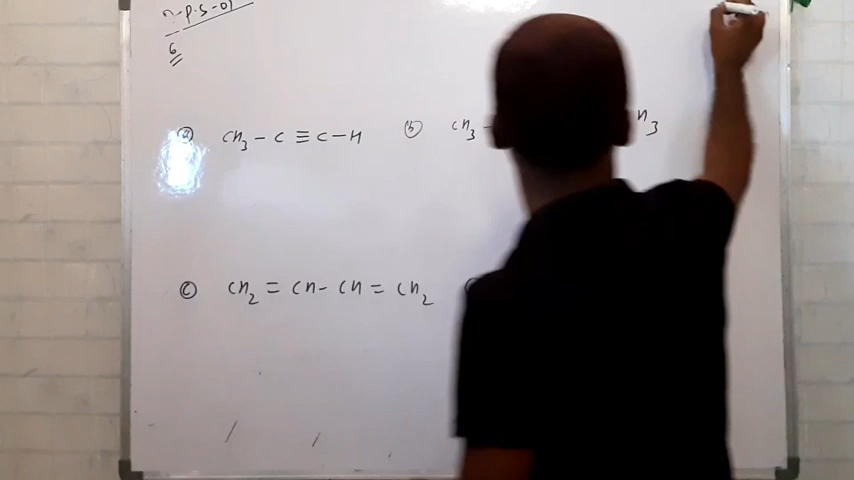 P.S-01
6
(a) CH₃ – C ≡ C – H (b) CH₃ – H₃
(c) CH₂ = CH – CH = CH₂